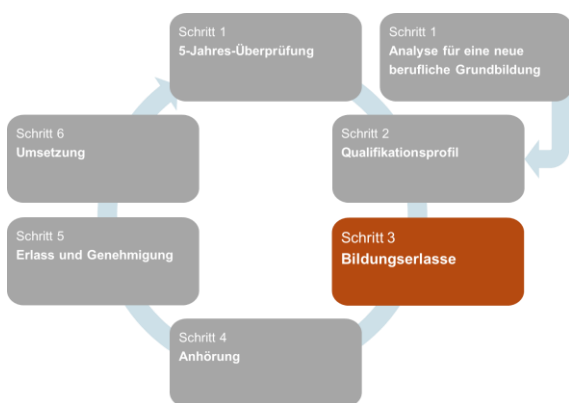 Schritt 1
5-Jahres-Überprüfung
Schritt 1
Analyse für eine neue
berufliche Grundbildung
Schritt 2
Qualifikationsprofil
Schritt 3
Bildungserlasse
Schritt 4
Anhörung
Schritt 5
Erlass und Genehmigung
Schritt 6
Umsetzung